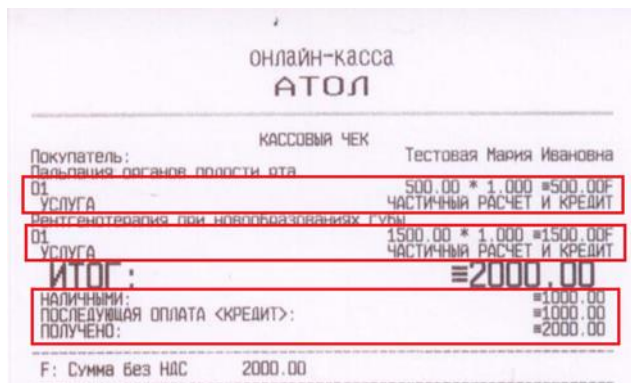 онлайн-касса
АТОЛ
КАССОВЫЙ ЧЕК
Покупатель: Тестовая Мария Ивановна
Пальпация органов полости рта
01 500.00 * 1.000 ≡500.00F
УСЛУГА ЧАСТИЧНЫЙ РАСЧЕТ И КРЕДИТ
Рентгенотерапия при новообразованиях губы
01 1500.00 * 1.000 ≡1500.00F
УСЛУГА ЧАСТИЧНЫЙ РАСЧЕТ И КРЕДИТ
ИТОГ: ≡2000.00
НАЛИЧНЫМИ: ≡1000.00
ПОСЛЕДУЮЩАЯ ОПЛАТА <КРЕДИТ>: ≡1000.00
ПОЛУЧЕНО: ≡2000.00
F: Сумма без НДС 2000.00